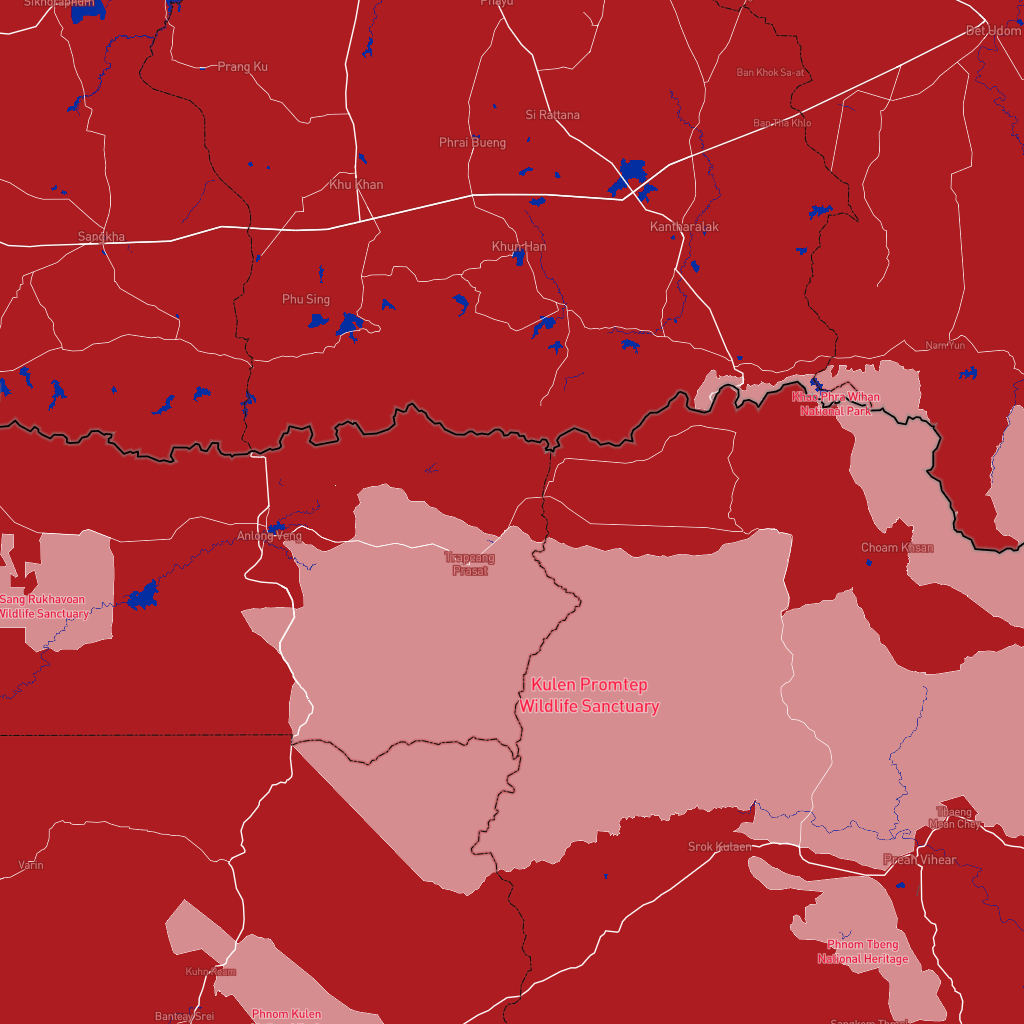 Sikhoraphum
Phayu
Det Udom
Prang Ku
Ban Khok Sa-at
Si Rattana
Ban Tha Khlo
Phrai Bueng
Khu Khan
Kantharalak
Sangkha
Khun Han
Phu Sing
Nam Yun
Khao Phra Wihan
National Park
Anlong Veng
Choam Khsan
Trapeang
Prasat
Sang Rukhavoan
Wildlife Sanctuary
Kulen Promtep
Wildlife Sanctuary
Thaeng
Mean Chey
Srok Kulaen
Preah Vihear
Varin
Phnom Tbeng
National Heritage
Kuhn Ream
Phnom Kulen
Banteay Srei
Sangkom Thmei